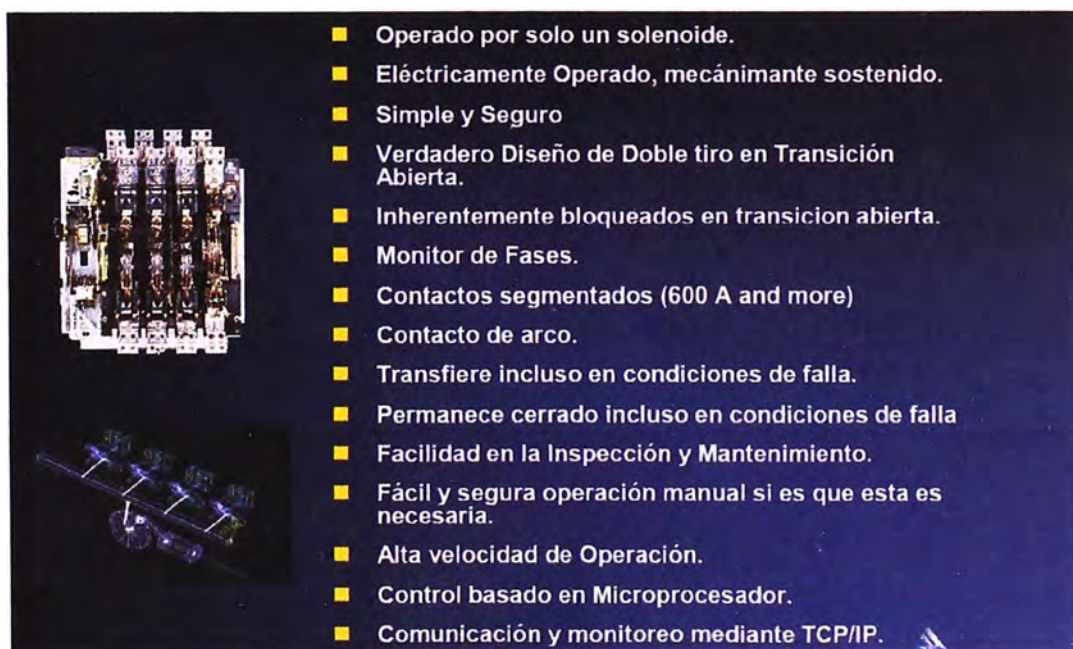 Operado por solo un solenoide.
Eléctricamente Operado, mecánimante sostenido.
Simple y Seguro
Verdadero Diseño de Doble tiro en Transición
Abierta.
Inherentemente bloqueados en transicion abierta.
Monitor de Fases.
Contactos segmentados (600 A and more)
Contacto de arco.
Transfiere incluso en condiciones de falla.
Permanece cerrado incluso en condiciones de falla
Facilidad en la Inspección y Mantenimiento.
Fácil y segura operación manual si es que esta es
necesaria.
Alta velocidad de Operación.
Control basado en Microprocesador.
Comunicación y monitoreo mediante TCP/IP.